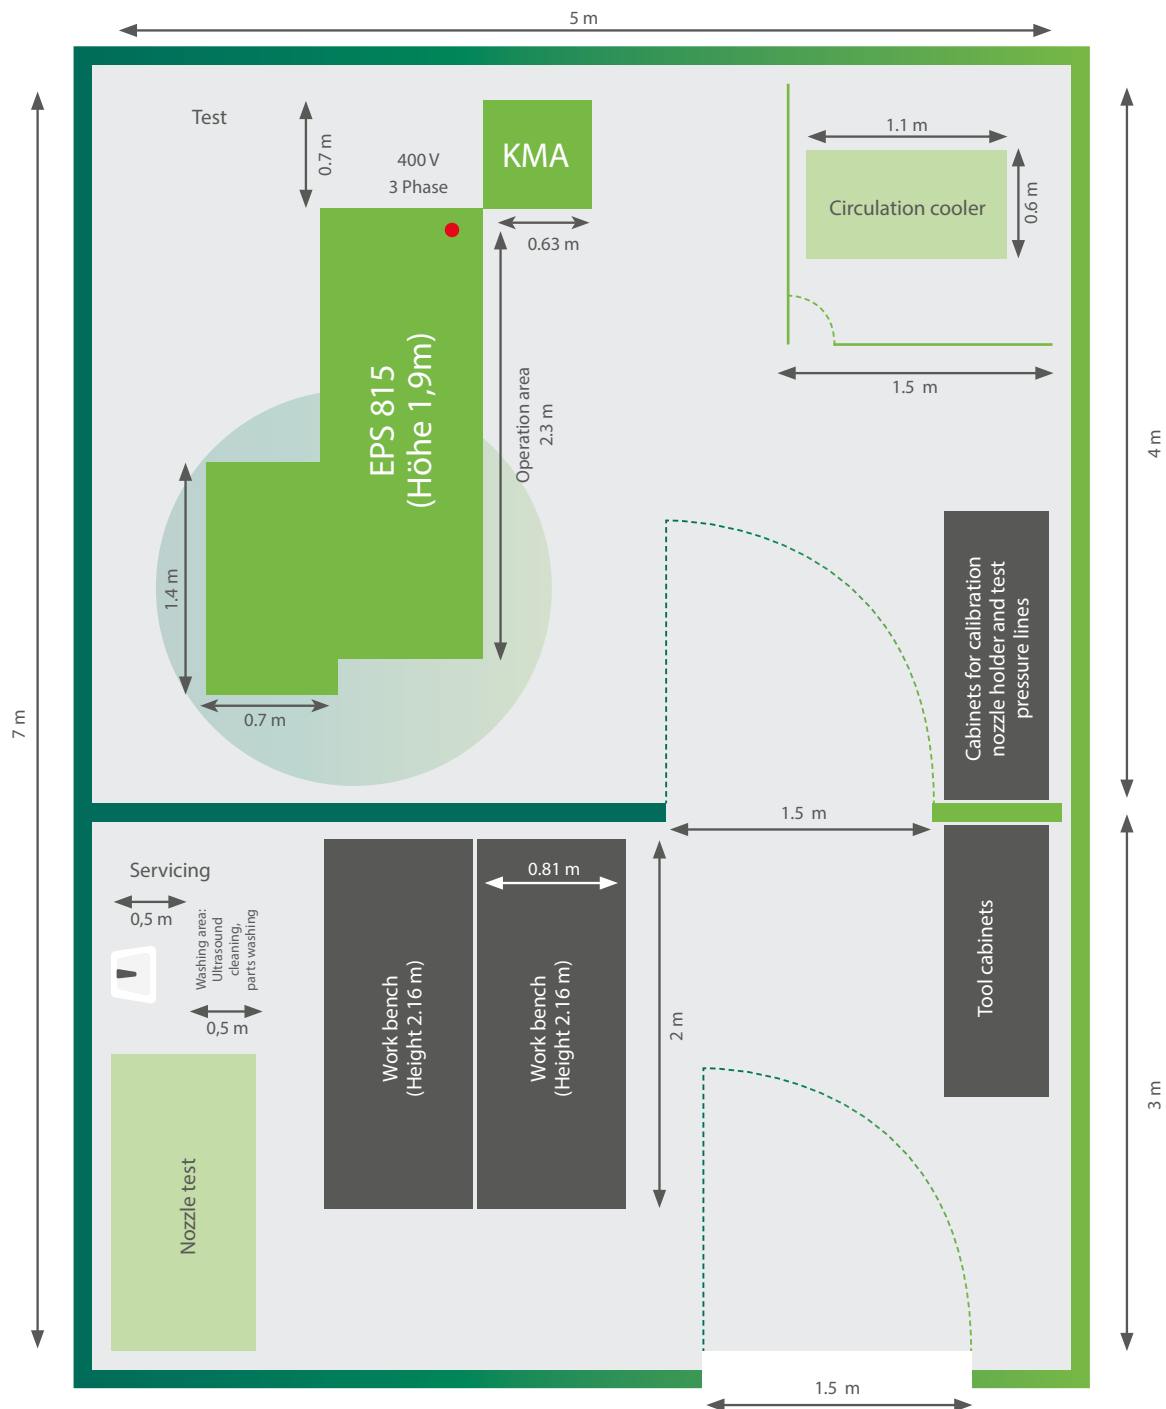 5 m
Test
0.7 m
400 V
3 Phase
KMA
0.63 m
1.1 m
Circulation cooler
0.6 m
1.5 m
EPS 815
(Höhe 1,9m)
Operation area
2.3 m
1.4 m
0.7 m
7 m
4 m
Cabinets for calibration
nozzle holder and test
pressure lines
1.5 m
Servicing
0,5 m
Washing area:
Ultrasound
cleaning,
parts washing
0,5 m
0.81 m
Work bench
(Height 2.16 m)
Work bench
(Height 2.16 m)
2 m
Tool cabinets
3 m
Nozzle test
1.5 m